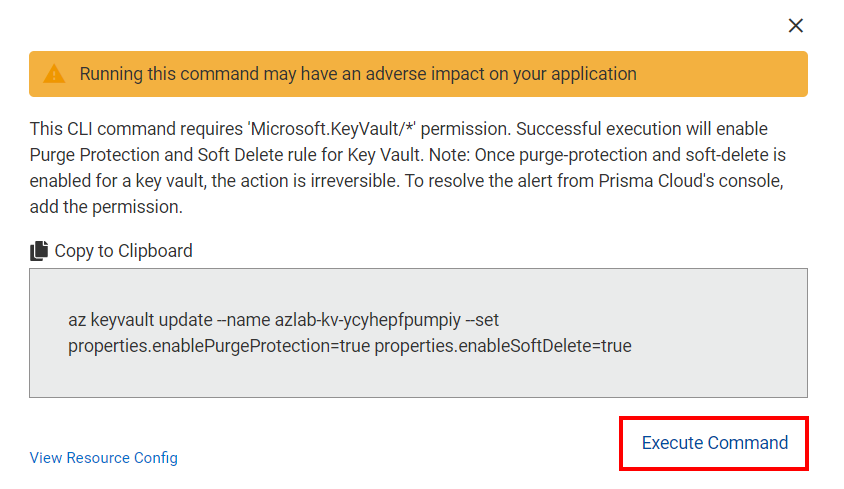 Running this command may have an adverse impact on your application
This CLI command requires 'Microsoft.KeyVault/*' permission. Successful execution will enable
Purge Protection and Soft Delete rule for Key Vault. Note: Once purge-protection and soft-delete is
enabled for a key vault, the action is irreversible. To resolve the alert from Prisma Cloud's console,
add the permission.
Copy to Clipboard
az keyvault update --name azlab-kv-ycyhepfpumpiy --set
properties.enablePurgeProtection=true properties.enableSoftDelete=true
Execute Command
View Resource Config